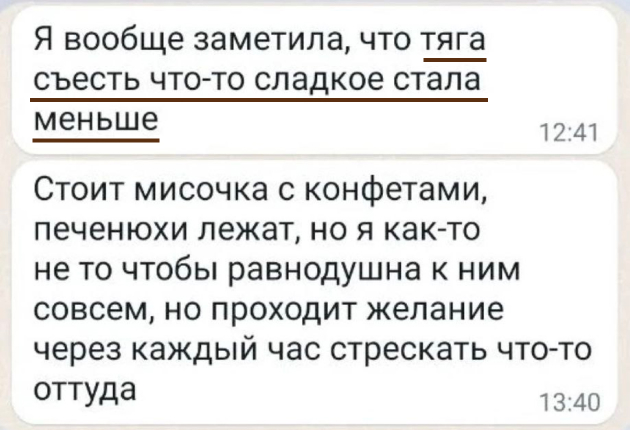 Я вообще заметила, что тяга
съесть что-то сладкое стала
меньше
12:41
Стоит мисочка с конфетами,
печенюхи лежат, но я как-то
не то чтобы равнодушна к ним
совсем, но проходит желание
через каждый час стрескать что-то
оттуда
13:40